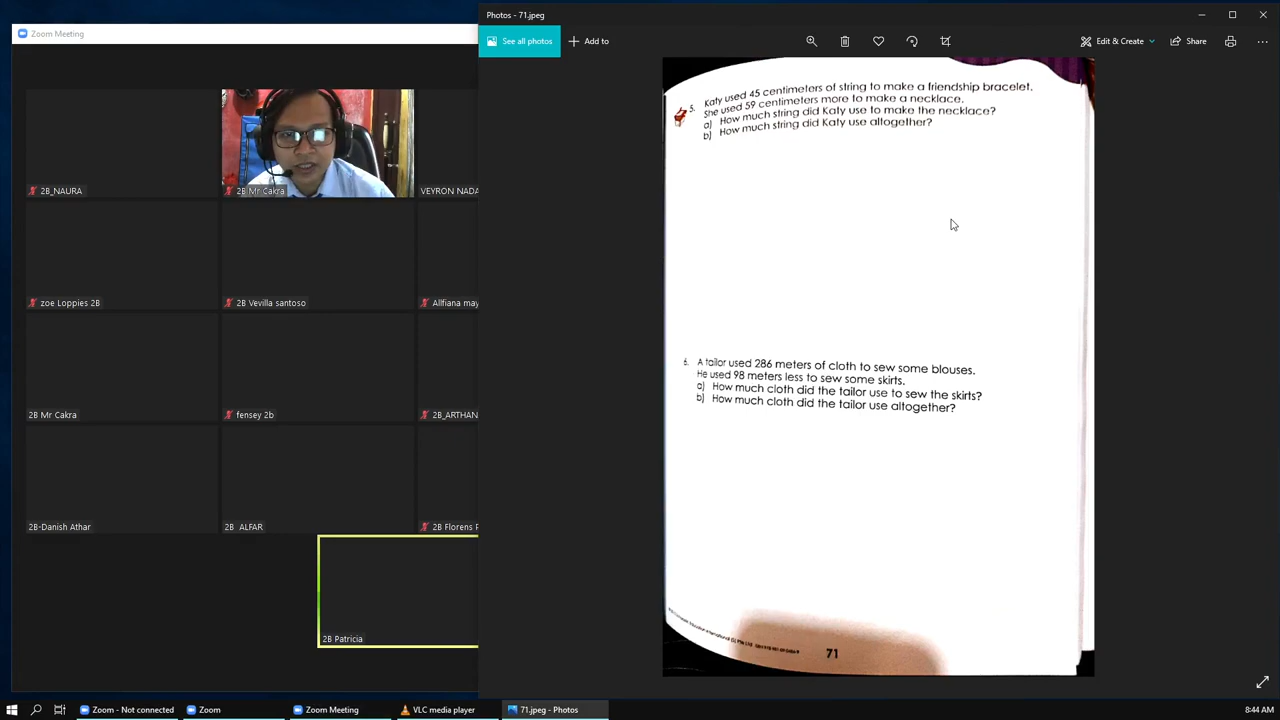 Photos - 71.jpeg
Zoom Meeting
See all photos
Add to
Edit & Create
Share
2B_NAURA
2B Mr Cakra
VEYRON NADA
zoe Loppies 2B
2B Vevilla santoso
Allfiana may
2B Mr Cakra
fensey 2b
2B_ARTHAN
2B-Danish Athar
2B ALFAR
2B Florens P
2B Patricia
5. Katy used 45 centimeters of string to make a friendship bracelet.
She used 59 centimeters more to make a necklace.
a) How much string did Katy use to make the necklace?
b) How much string did Katy use altogether?
6. A tailor used 286 meters of cloth to sew some blouses.
He used 98 meters less to sew some skirts.
a) How much cloth did the tailor use to sew the skirts?
b) How much cloth did the tailor use altogether?
71
Zoom - Not connected
Zoom
Zoom Meeting
VLC media player
71.jpeg - Photos
8:44 AM